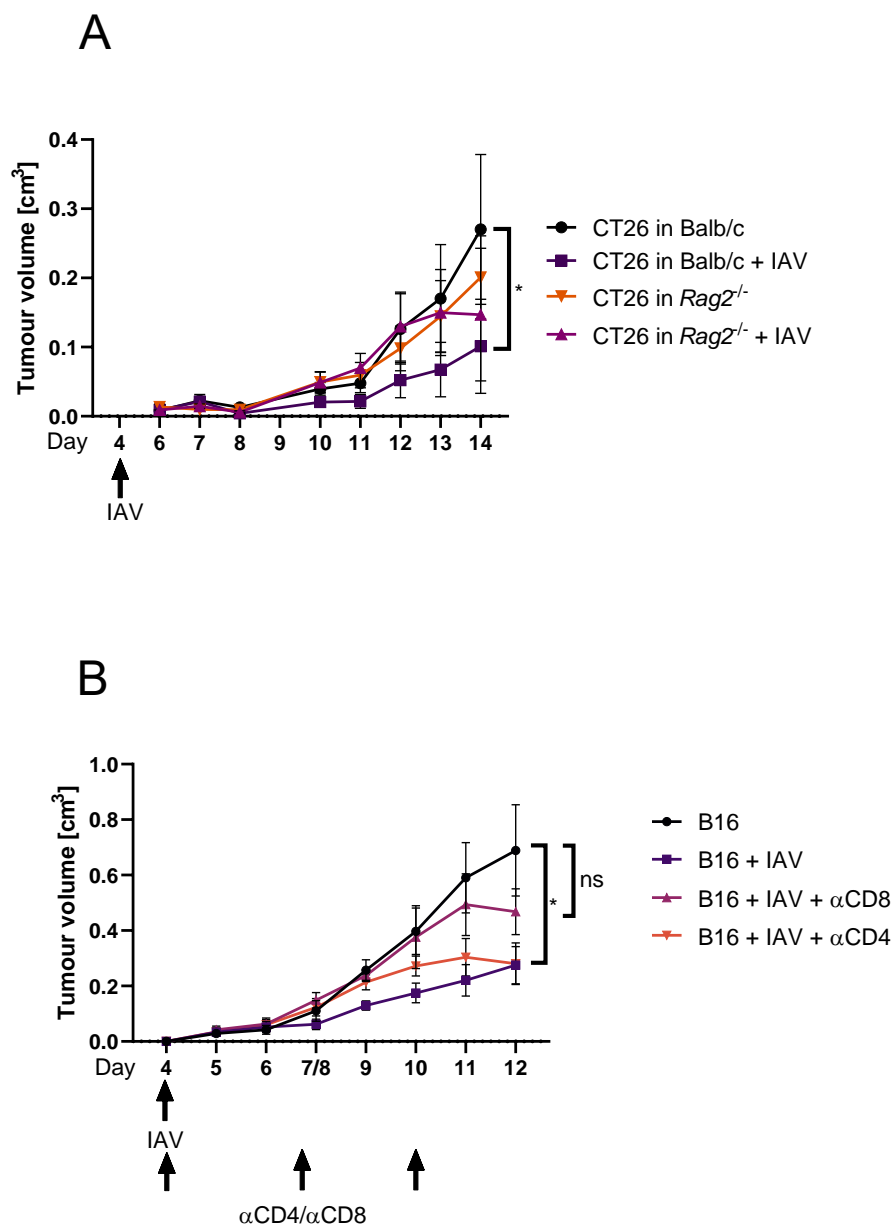 A
Tumour volume [cm³]
0.4
0.3
0.2
0.1
0.0
*
CT26 in Balb/c
CT26 in Balb/c + IAV
CT26 in Rag2⁻/⁻
CT26 in Rag2⁻/⁻ + IAV
Day 4 6 7 8 9 10 11 12 13 14
IAV
B
Tumour volume [cm³]
1.0
0.8
0.6
0.4
0.2
0.0
*
ns
B16
B16 + IAV
B16 + IAV + αCD8
B16 + IAV + αCD4
Day 4 5 6 7/8 9 10 11 12
IAV
αCD4/αCD8